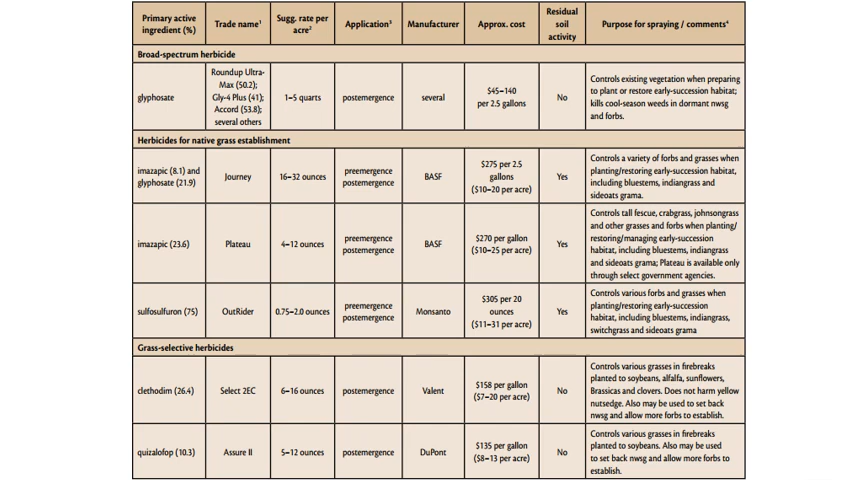 Primary active
ingredient (%)
Trade name¹
Sugg. rate per
acre²
Application³
Manufacturer
Approx. cost
Residual
soil
activity
Purpose for spraying / comments⁴
Broad-spectrum herbicide
glyphosate
Roundup Ultra-
Max (50.2);
Gly-4 Plus (41);
Accord (53.8);
several others
1–5 quarts
postemergence
several
$45–140
per 2.5 gallons
No
Controls existing vegetation when preparing
to plant or restore early-succession habitat;
kills cool-season weeds in dormant nwsg
and forbs.
Herbicides for native grass establishment
imazapic (8.1) and
glyphosate (21.9)
Journey
16–32 ounces
preemergence
postemergence
BASF
$275 per 2.5
gallons
($10–20 per acre)
Yes
Controls a variety of forbs and grasses when
planting/restoring early-succession habitat,
including bluestems, indiangrass and
sideoats grama.
imazapic (23.6)
Plateau
4–12 ounces
preemergence
postemergence
BASF
$270 per gallon
($10–25 per acre)
Yes
Controls tall fescue, crabgrass, johnsongrass
and other grasses and forbs when planting/
restoring/managing early-succession
habitat, including bluestems, indiangrass
and sideoats grama; Plateau is available only
through select government agencies.
sulfosulfuron (75)
OutRider
0.75–2.0 ounces
preemergence
postemergence
Monsanto
$305 per 20
ounces
($11–31 per acre)
Yes
Controls various forbs and grasses when
planting/restoring early-succession
habitat, including bluestems, indiangrass,
switchgrass and sideoats grama
Grass-selective herbicides
clethodim (26.4)
Select 2EC
6–16 ounces
postemergence
Valent
$158 per gallon
($7–20 per acre)
No
Controls various grasses in firebreaks
planted to soybeans, alfalfa, sunflowers,
Brassicas and clovers. Does not harm yellow
nutsedge. Also may be used to set back
nwsg and allow more forbs to establish.
quizalofop (10.3)
Assure II
5–12 ounces
postemergence
DuPont
$135 per gallon
($8–13 per acre)
No
Controls various grasses in firebreaks
planted to soybeans. Also may be used
to set back nwsg and allow more forbs to
establish.